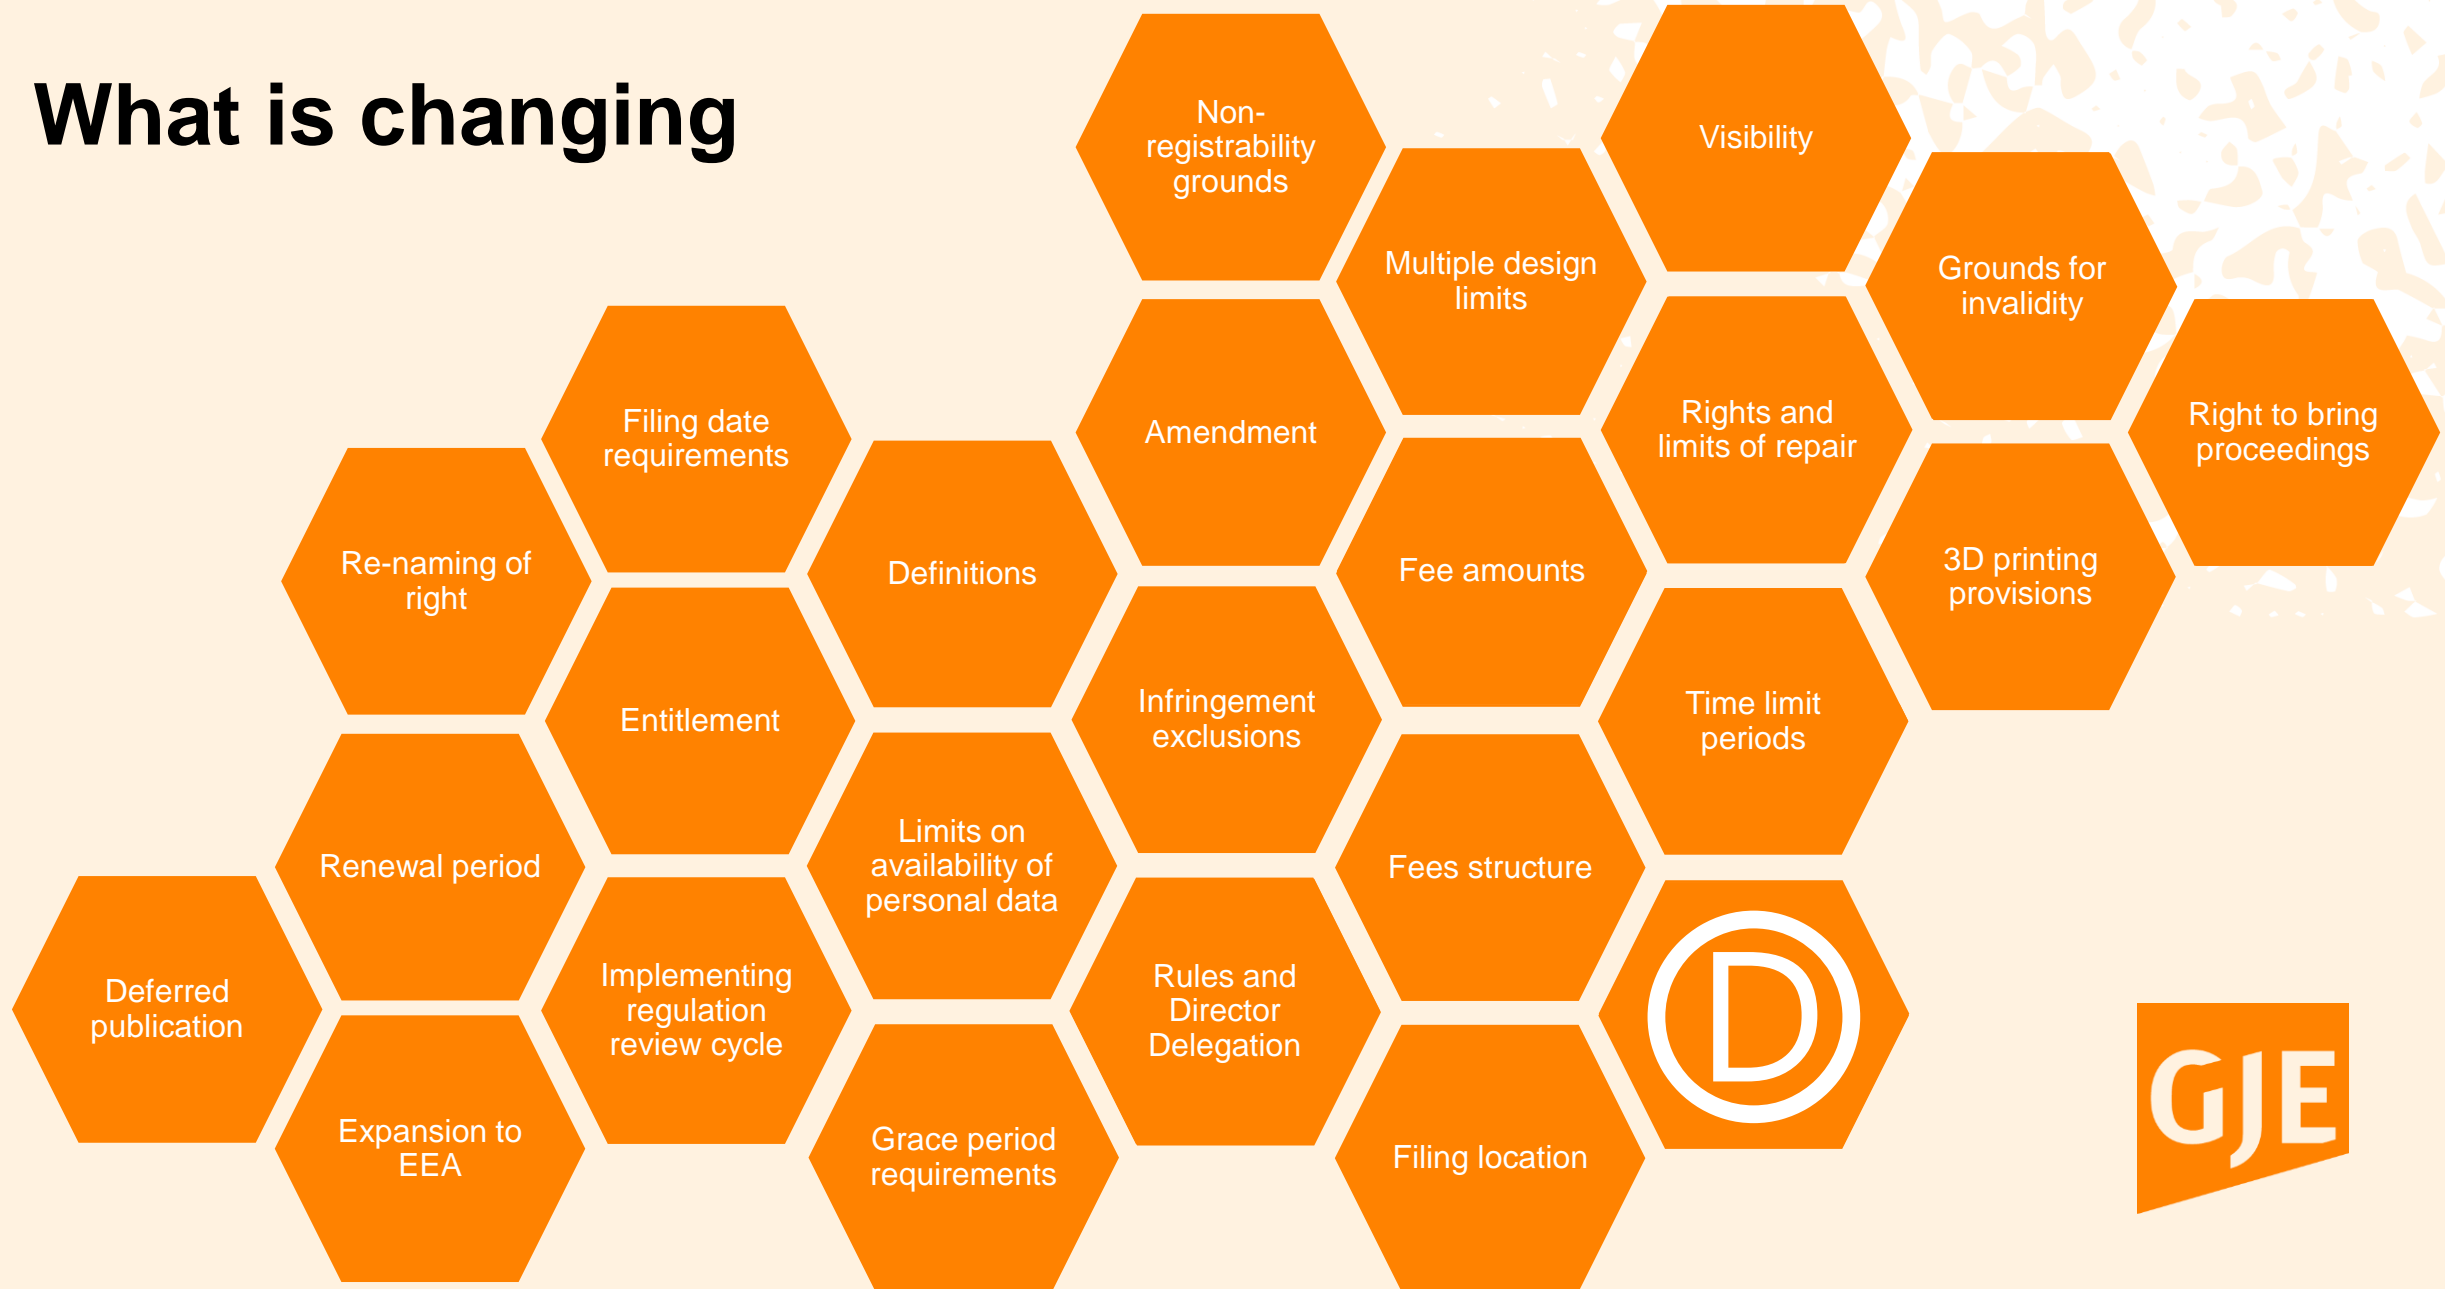 What is changing
Non-
registrability
grounds
Visibility
Multiple design
limits
Grounds for
invalidity
Filing date
requirements
Amendment
Rights and
limits of repair
Right to bring
proceedings
Re-naming of
right
Definitions
Fee amounts
3D printing
provisions
Entitlement
Infringement
exclusions
Time limit
periods
Renewal period
Limits on
availability of
personal data
Fees structure
Deferred
publication
Implementing
regulation
review cycle
Rules and
Director
Delegation
D
Expansion to
EEA
Grace period
requirements
Filing location
GJE